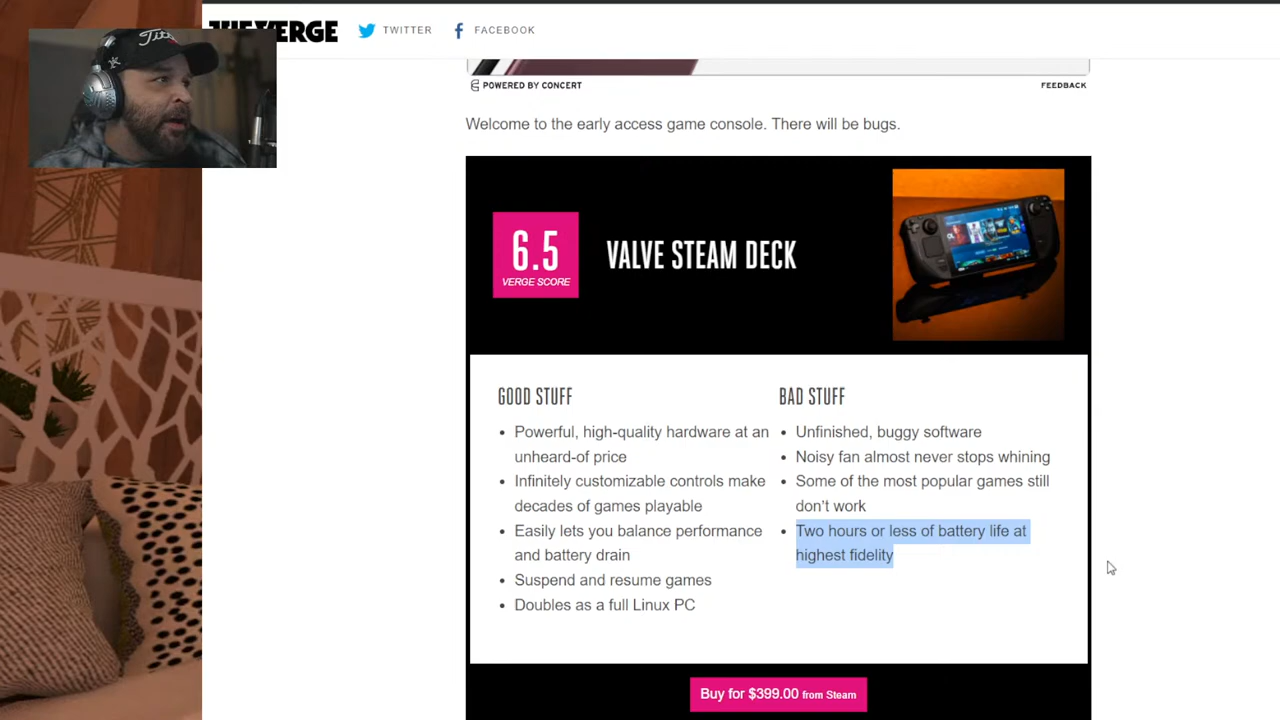 TWITTER
FACEBOOK
POWERED BY CONCERT
FEEDBACK
Welcome to the early access game console. There will be bugs.
6.5
VERGE SCORE
VALVE STEAM DECK
GOOD STUFF
Powerful, high-quality hardware at an
unheard-of price
Infinitely customizable controls make
decades of games playable
Easily lets you balance performance
and battery drain
Suspend and resume games
Doubles as a full Linux PC
BAD STUFF
Unfinished, buggy software
Noisy fan almost never stops whining
Some of the most popular games still
don't work
Two hours or less of battery life at
highest fidelity
Buy for $399.00 from Steam